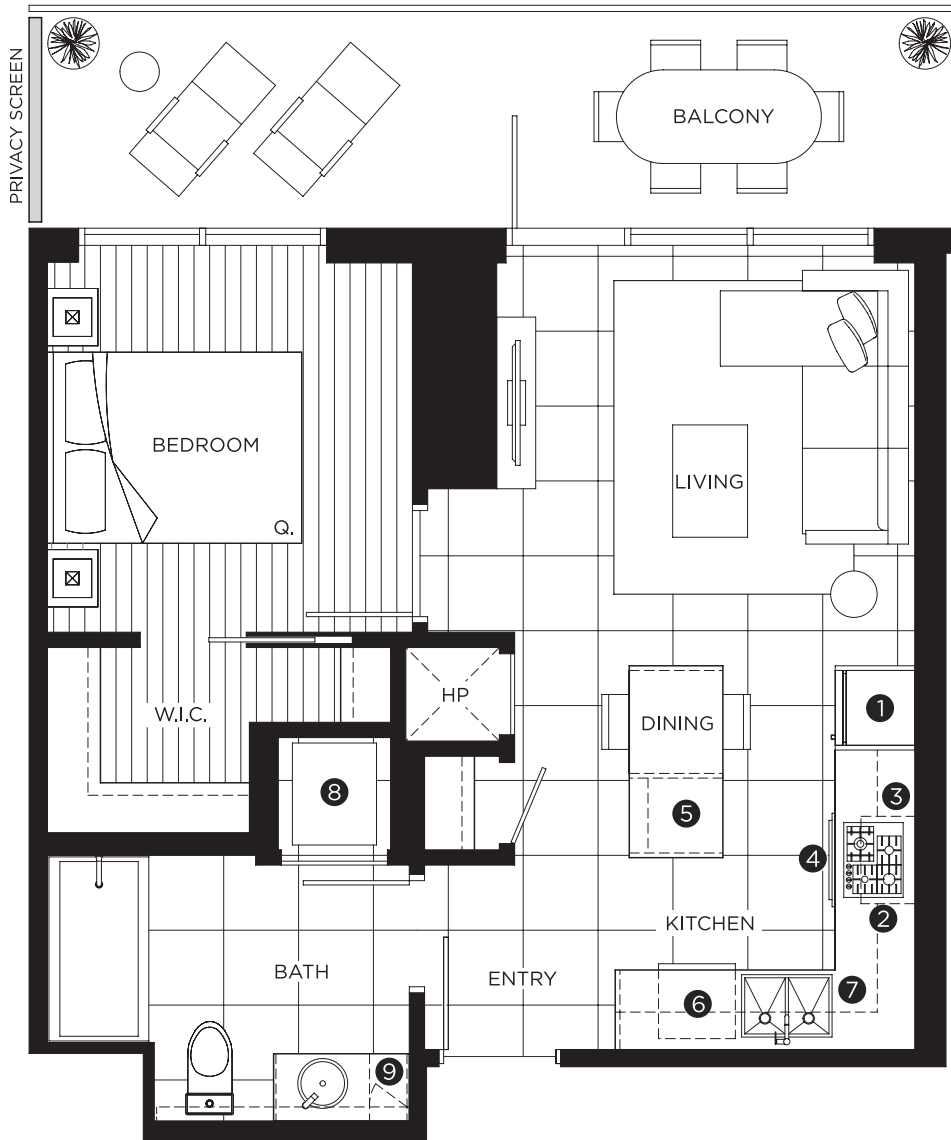 PRIVACY SCREEN
BALCONY
BEDROOM
Q.
LIVING
HP
W.I.C.
DINING
1
8
5
3
4
2
KITCHEN
BATH
ENTRY
6
7
9